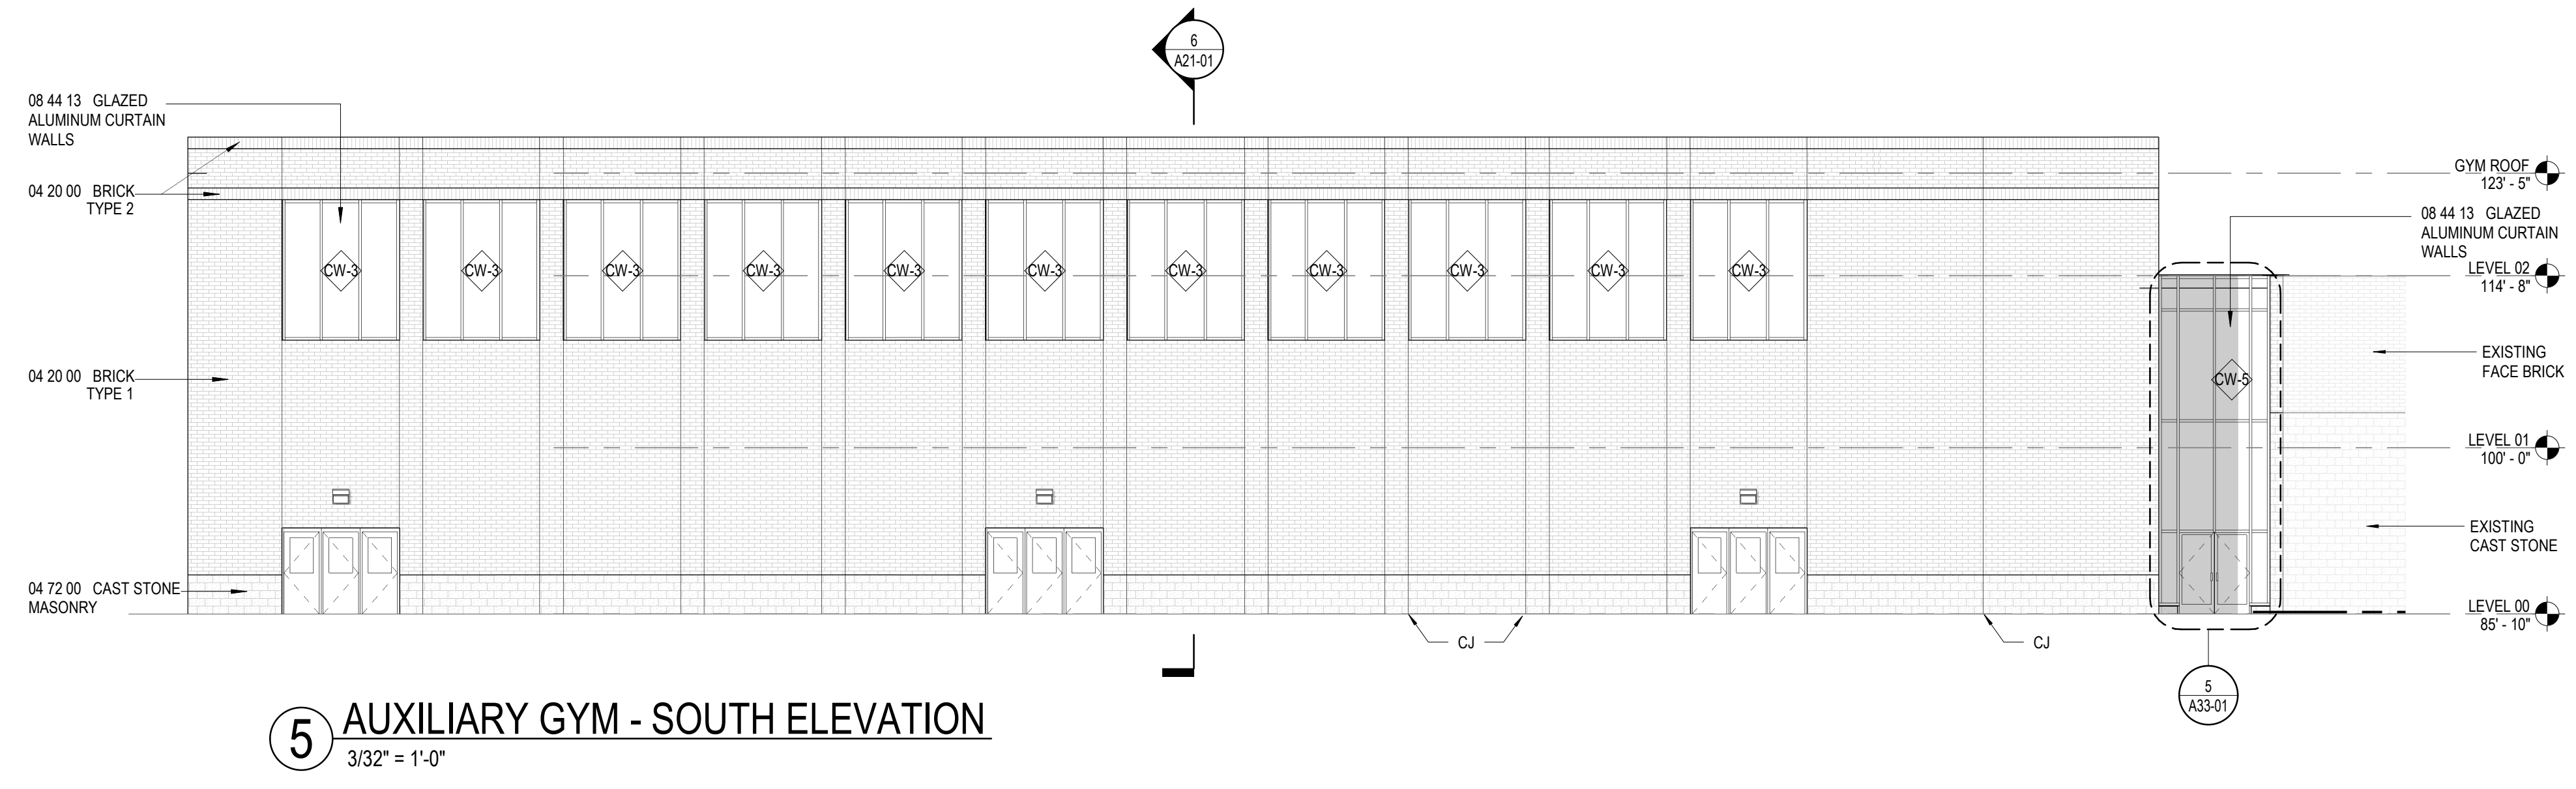 6
A21-01
08 44 13 GLAZED
ALUMINUM CURTAIN
WALLS
04 20 00 BRICK
TYPE 2
GYM ROOF
123' - 5"
08 44 13 GLAZED
ALUMINUM CURTAIN
WALLS
CW-3
CW-3
CW-3
CW-3
CW-3
CW-3
CW-3
CW-3
CW-3
CW-3
CW-3
LEVEL 02
114' - 8"
EXISTING
FACE BRICK
04 20 00 BRICK
TYPE 1
CW-5
LEVEL 01
100' - 0"
EXISTING
CAST STONE
04 72 00 CAST STONE
MASONRY
LEVEL 00
85' - 10"
CJ
CJ
5
A33-01
5
AUXILIARY GYM - SOUTH ELEVATION
3/32" = 1'-0"